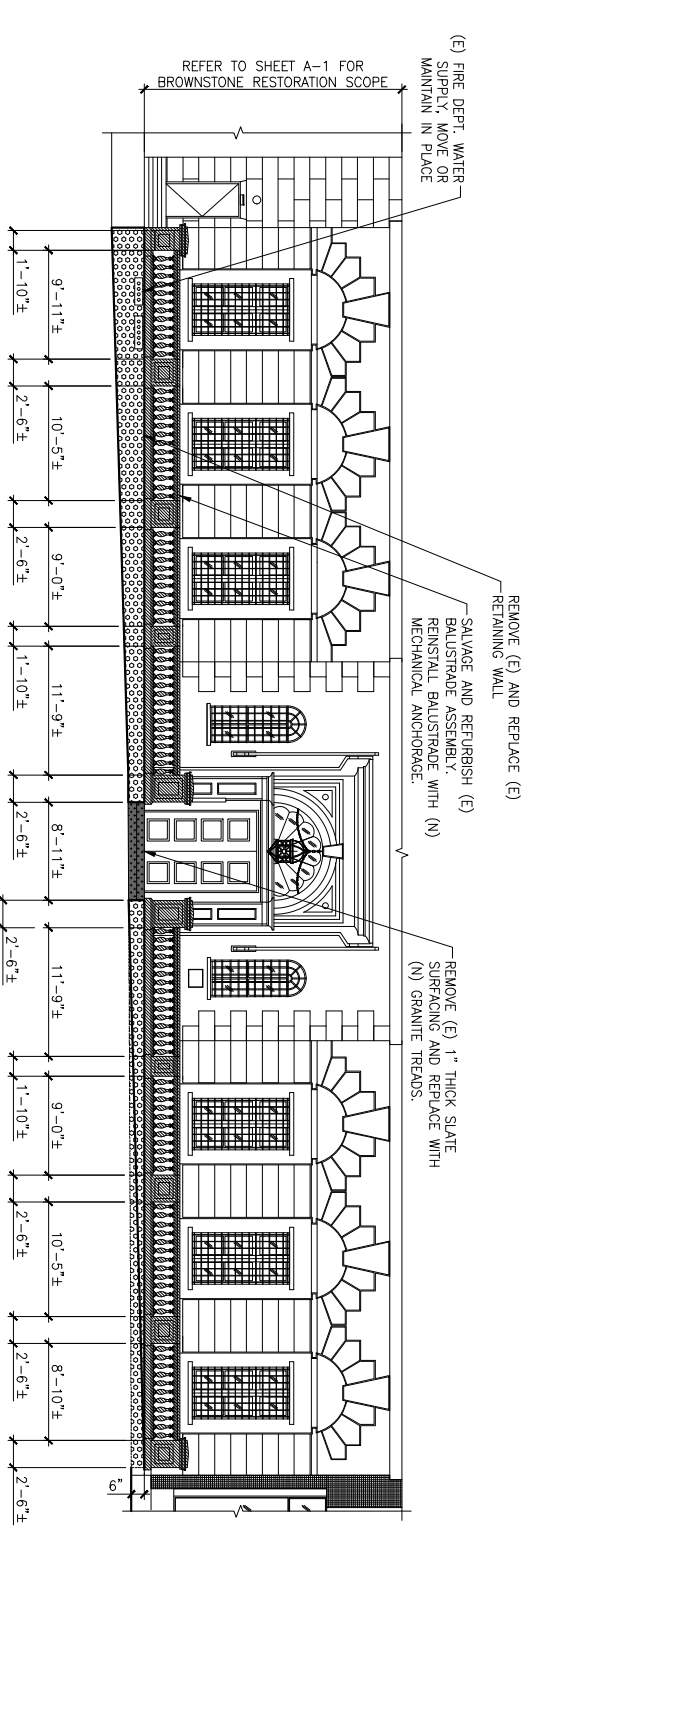 REFER TO SHEET A-1 FOR
BROWNSTONE RESTORATION SCOPE
(E) FIRE DEPT. WATER
SUPPLY, MOVE OR
MAINTAIN IN PLACE
REMOVE (E) AND REPLACE (E)
RETAINING WALL
SALVAGE AND REFURBISH (E)
BALUSTRADE ASSEMBLY.
REINSTALL BALUSTRADE WITH (N)
MECHANICAL ANCHORAGE.
REMOVE (E) 1" THICK SLATE
SURFACING AND REPLACE WITH
(N) GRANITE TREADS.
6"
9'-11"±
10'-5"±
9'-0"±
11'-9"±
8'-11"±
11'-9"±
9'-0"±
10'-5"±
8'-10"±
1'-10"±
2'-6"±
2'-6"±
1'-10"±
2'-6"±
2'-6"±
1'-10"±
2'-6"±
2'-6"±
2'-6"±